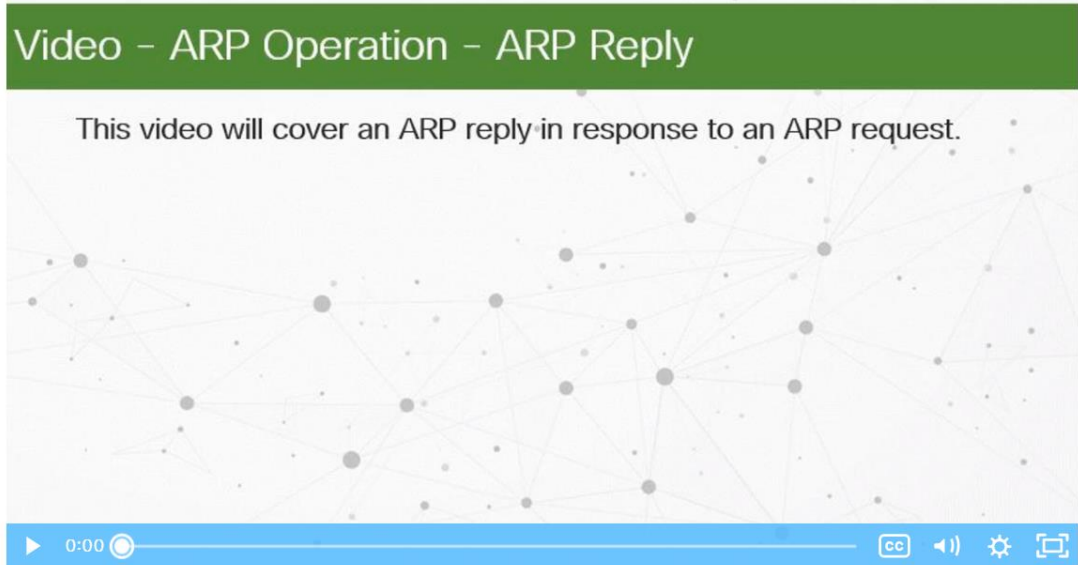 Video - ARP Operation - ARP Reply
This video will cover an ARP reply in response to an ARP request.
0:00
CC